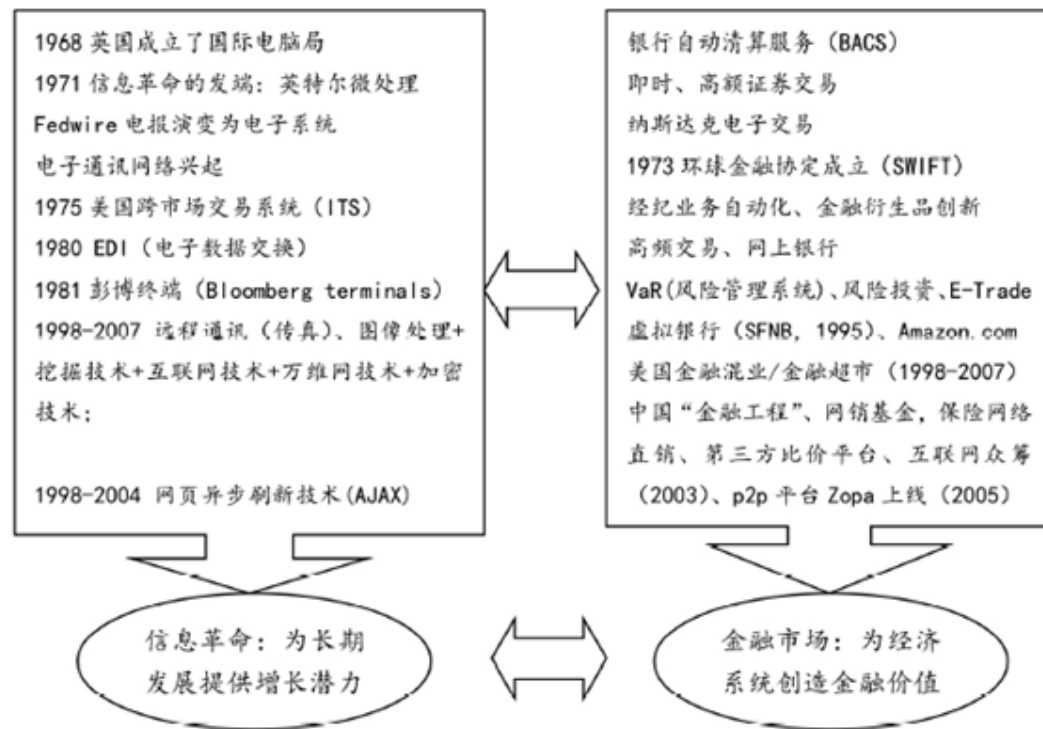 1968 英国成立了国际电脑局
1971 信息革命的发端：英特尔微处理
Fedwire 电报演变为电子系统
电子通讯网络兴起
1975 美国跨市场交易系统（ITS）
1980 EDI（电子数据交换）
1981 彭博终端（Bloomberg terminals）
1998-2007 远程通讯（传真）、图像处理+
挖掘技术+互联网技术+万维网技术+加密
技术；
1998-2004 网页异步刷新技术(AJAX)
银行自动清算服务（BACS）
即时、高额证券交易
纳斯达克电子交易
1973 环球金融协定成立（SWIFT）
经纪业务自动化、金融衍生品创新
高频交易、网上银行
VaR(风险管理系统)、风险投资、E-Trade
虚拟银行（SFNB, 1995）、Amazon.com
美国金融混业/金融超市（1998-2007）
中国“金融工程”、网销基金，保险网络
直销、第三方比价平台、互联网众筹
（2003）、p2p 平台 Zopa 上线（2005）
信息革命：为长期
发展提供增长潜力
金融市场：为经济
系统创造金融价值